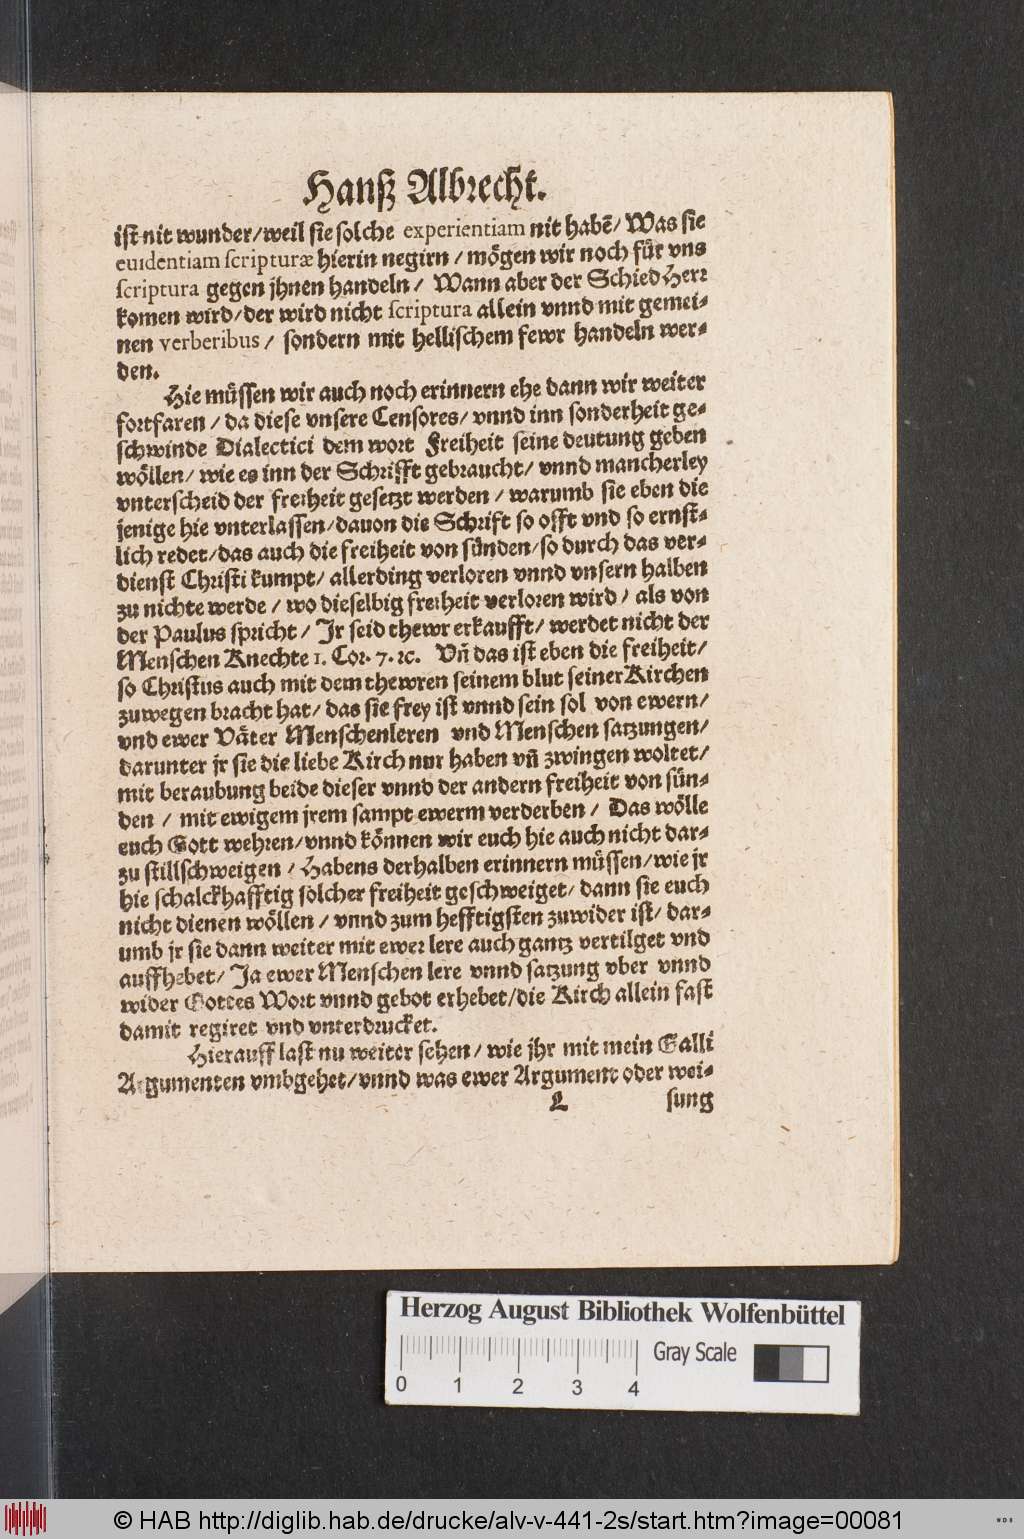 Hanß Albrecht.
ist nit wunder/weil sie solche experientiam nit habē/ Was sie
euidentiam scripturæ hierin negirn / mögen wir noch für vns
scriptura gegen jhnen handeln / Wann aber der SchiedHerr
komen wird/der wird nicht scriptura allein vnnd mit gemei-
nen verberibus / sondern mit hellischem fewr handeln wer-
den.
Hie müssen wir auch noch erinnern ehe dann wir weiter
fortfaren / da diese vnsere Censores/ vnnd inn sonderheit ge-
schwinde Dialectici dem wort Freiheit seine deutung geben
wöllen/ wie es inn der Schrifft gebraucht/ vnnd mancherley
vnterscheid der freiheit gesetzt werden / warumb sie eben die
jenige hie vnterlassen/dauon die Schrift so offt vnd so ernst-
lich redet/das auch die freiheit von sünden/so durch das ver-
dienst Christi kumpt/ allerding verloren vnnd vnsern halben
zu nichte werde / wo dieselbig freiheit verloren wird / als von
der Paulus spricht / Jr seid thewr erkaufft/ werdet nicht der
Menschen Knechte 1. Cor. 7. ꝛc. Vñ das ist eben die freiheit/
so Christus auch mit dem thewren seinem blut seiner Kirchen
zuwegen bracht hat/ das sie frey ist vnnd sein sol von ewern/
vnd ewer Väter Menschenleren vnd Menschen satzungen/
darunter jr sie die liebe Kirch nur haben vñ zwingen woltet/
mit beraubung beide dieser vnnd der andern freiheit von sün-
den / mit ewigem jrem sampt ewerm verderben / Das wölle
euch Gott wehren/vnnd können wir euch hie auch nicht dar-
zu stillschweigen / Habens derhalben erinnern müssen/wie jr
hie schalckhafftig solcher freiheit geschweiget/ dann sie euch
nicht dienen wöllen / vnnd zum hefftigsten zuwider ist/ dar-
umb jr sie dann weiter mit ewer lere auch gantz vertilget vnd
auffhebet/ Ja ewer Menschen lere vnnd satzung vber vnnd
wider Gottes Wort vnnd gebot erhebet/die Kirch allein fast
damit regiret vnd vnterdrucket.
Hierauff last nu weiter sehen/ wie jhr mit mein Galli
Argumenten vmbgehet/vnnd was ewer Argument oder wei-
L sung
Herzog August Bibliothek Wolfenbüttel
Gray Scale
0 1 2 3 4
© HAB http://diglib.hab.de/drucke/alv-v-441-2s/start.htm?image=00081
WDB